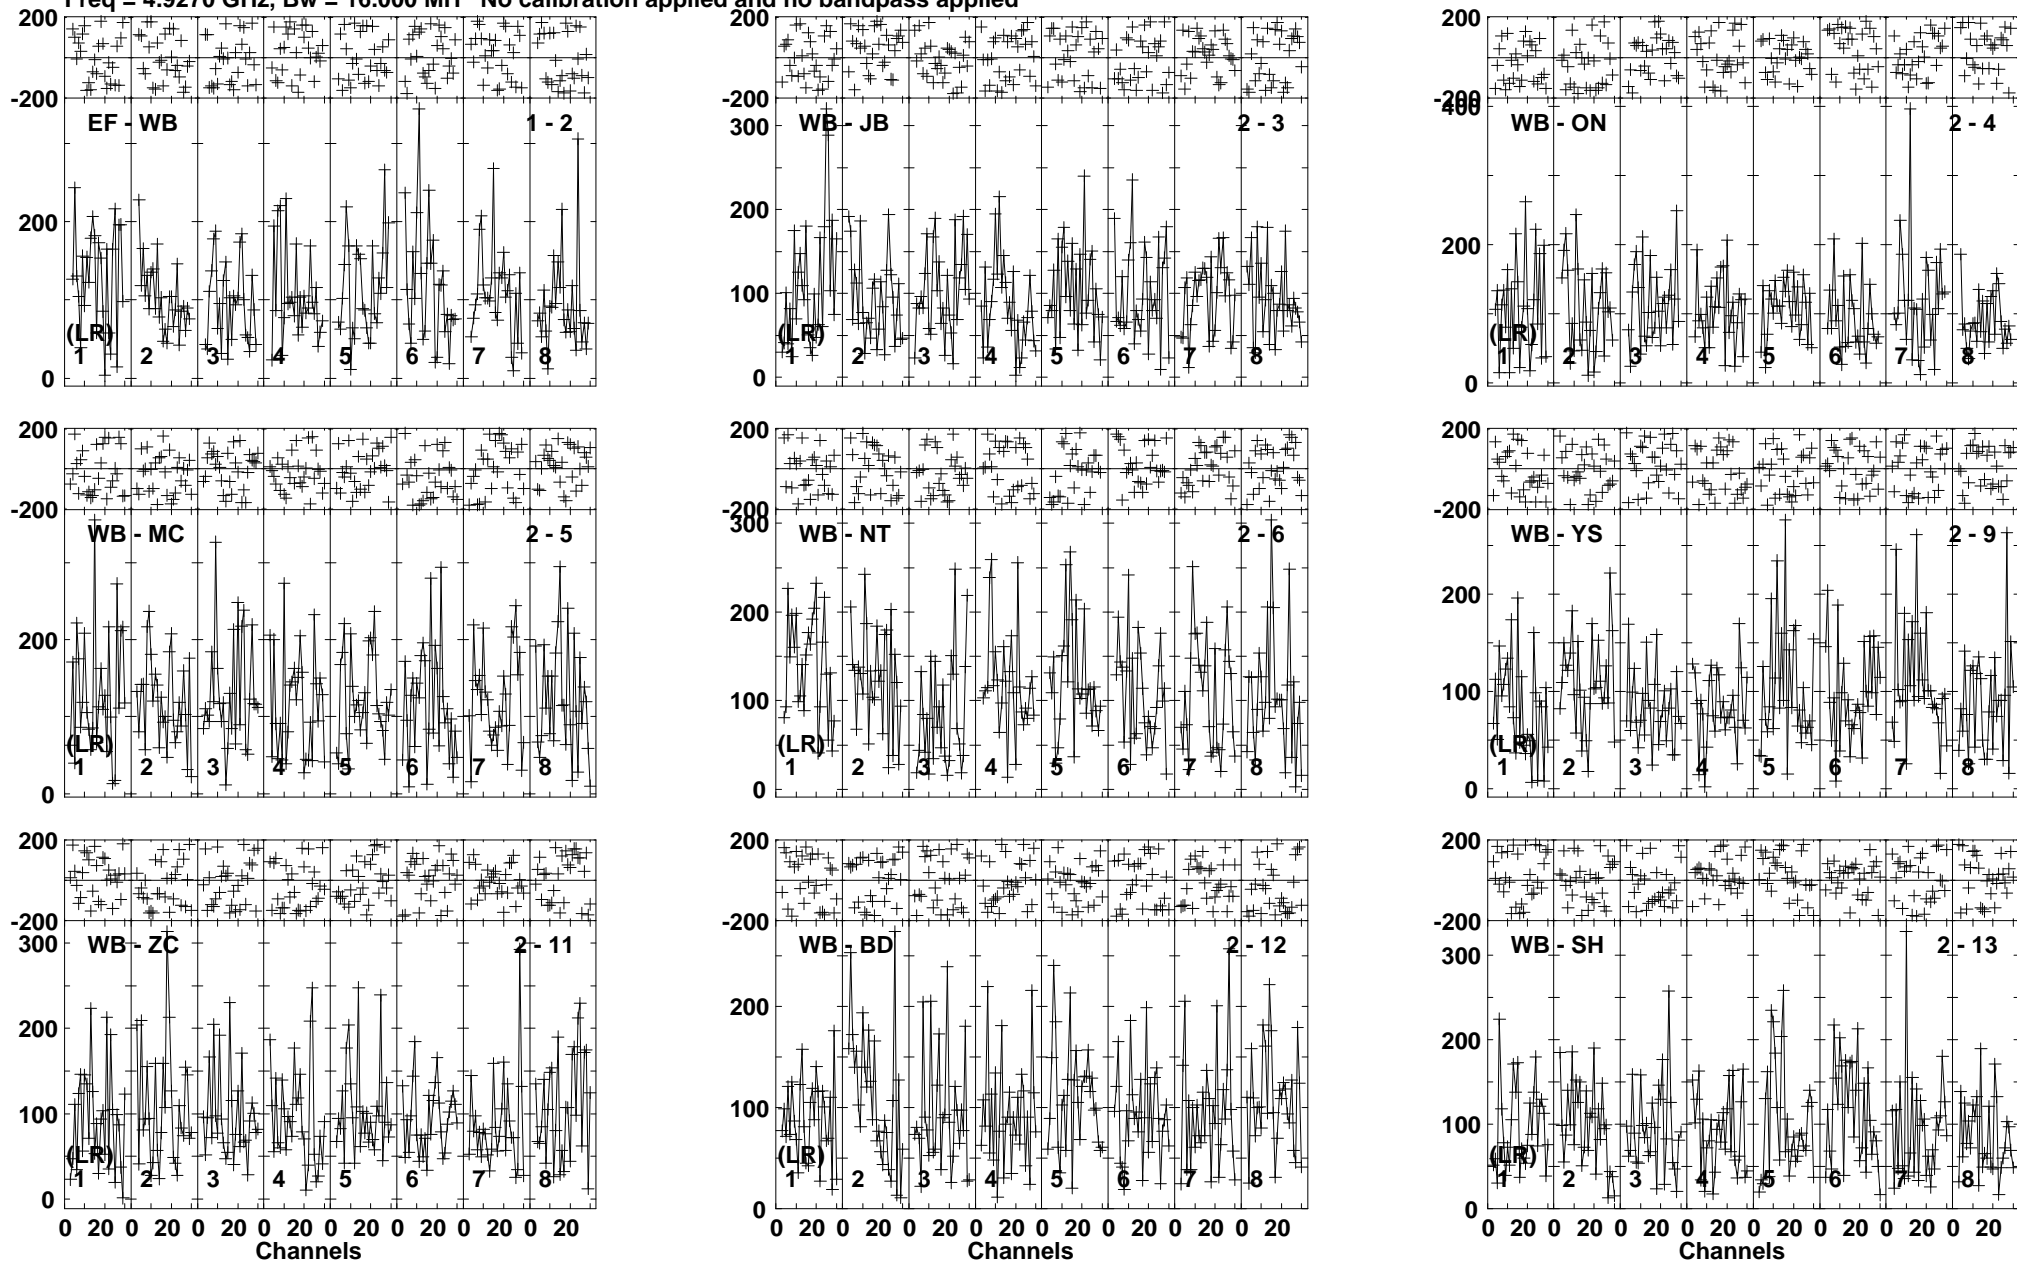 Freq = 4.9270 GHz, Bw = 16.000 MH No calibration applied and no bandpass applied
200 200 200
-200 -200 -200
EF - WB 1 - 2 WB - JB 2 - 3 WB - ON 2 - 4
400
300
200 200 200
100
0 0 0
(LR) (LR) (LR)
1 2 3 4 5 6 7 8 1 2 3 4 5 6 7 8 1 2 3 4 5 6 7 8
200 200 200
-200 -200 -200
WB - MC 2 - 5 WB - NT 2 - 6 WB - YS 2 - 9
300
200 200 200
100 100
0 0 0
(LR) (LR) (LR)
1 2 3 4 5 6 7 8 1 2 3 4 5 6 7 8 1 2 3 4 5 6 7 8
200 200 200
-200 -200 -200
WB - ZC 2 - 11 WB - BD 2 - 12 WB - SH 2 - 13
300 300
200 200 200
100 100 100
0 0 0
(LR) (LR) (LR)
1 2 3 4 5 6 7 8 1 2 3 4 5 6 7 8 1 2 3 4 5 6 7 8
0 20 0 20 0 20 0 20 0 20 0 20 0 20 0 20 0 20 0 20 0 20 0 20 0 20 0 20 0 20 0 20 0 20 0 20 0 20 0 20 0 20 0 20 0 20 0 20
Channels Channels Channels